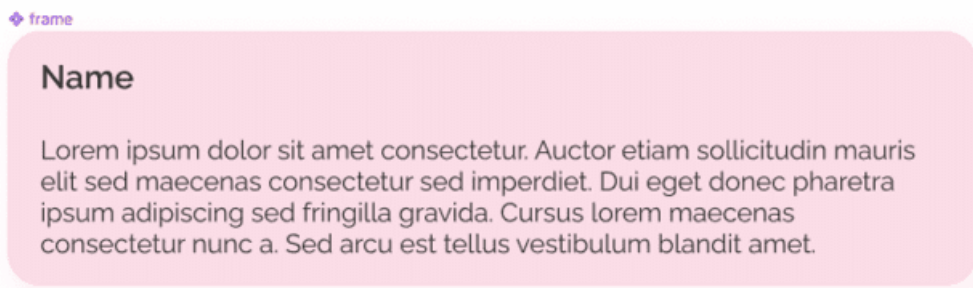 frame
Name
Lorem ipsum dolor sit amet consectetur. Auctor etiam sollicitudin mauris
elit sed maecenas consectetur sed imperdiet. Dui eget donec pharetra
ipsum adipiscing sed fringilla gravida. Cursus lorem maecenas
consectetur nunc a. Sed arcu est tellus vestibulum blandit amet.